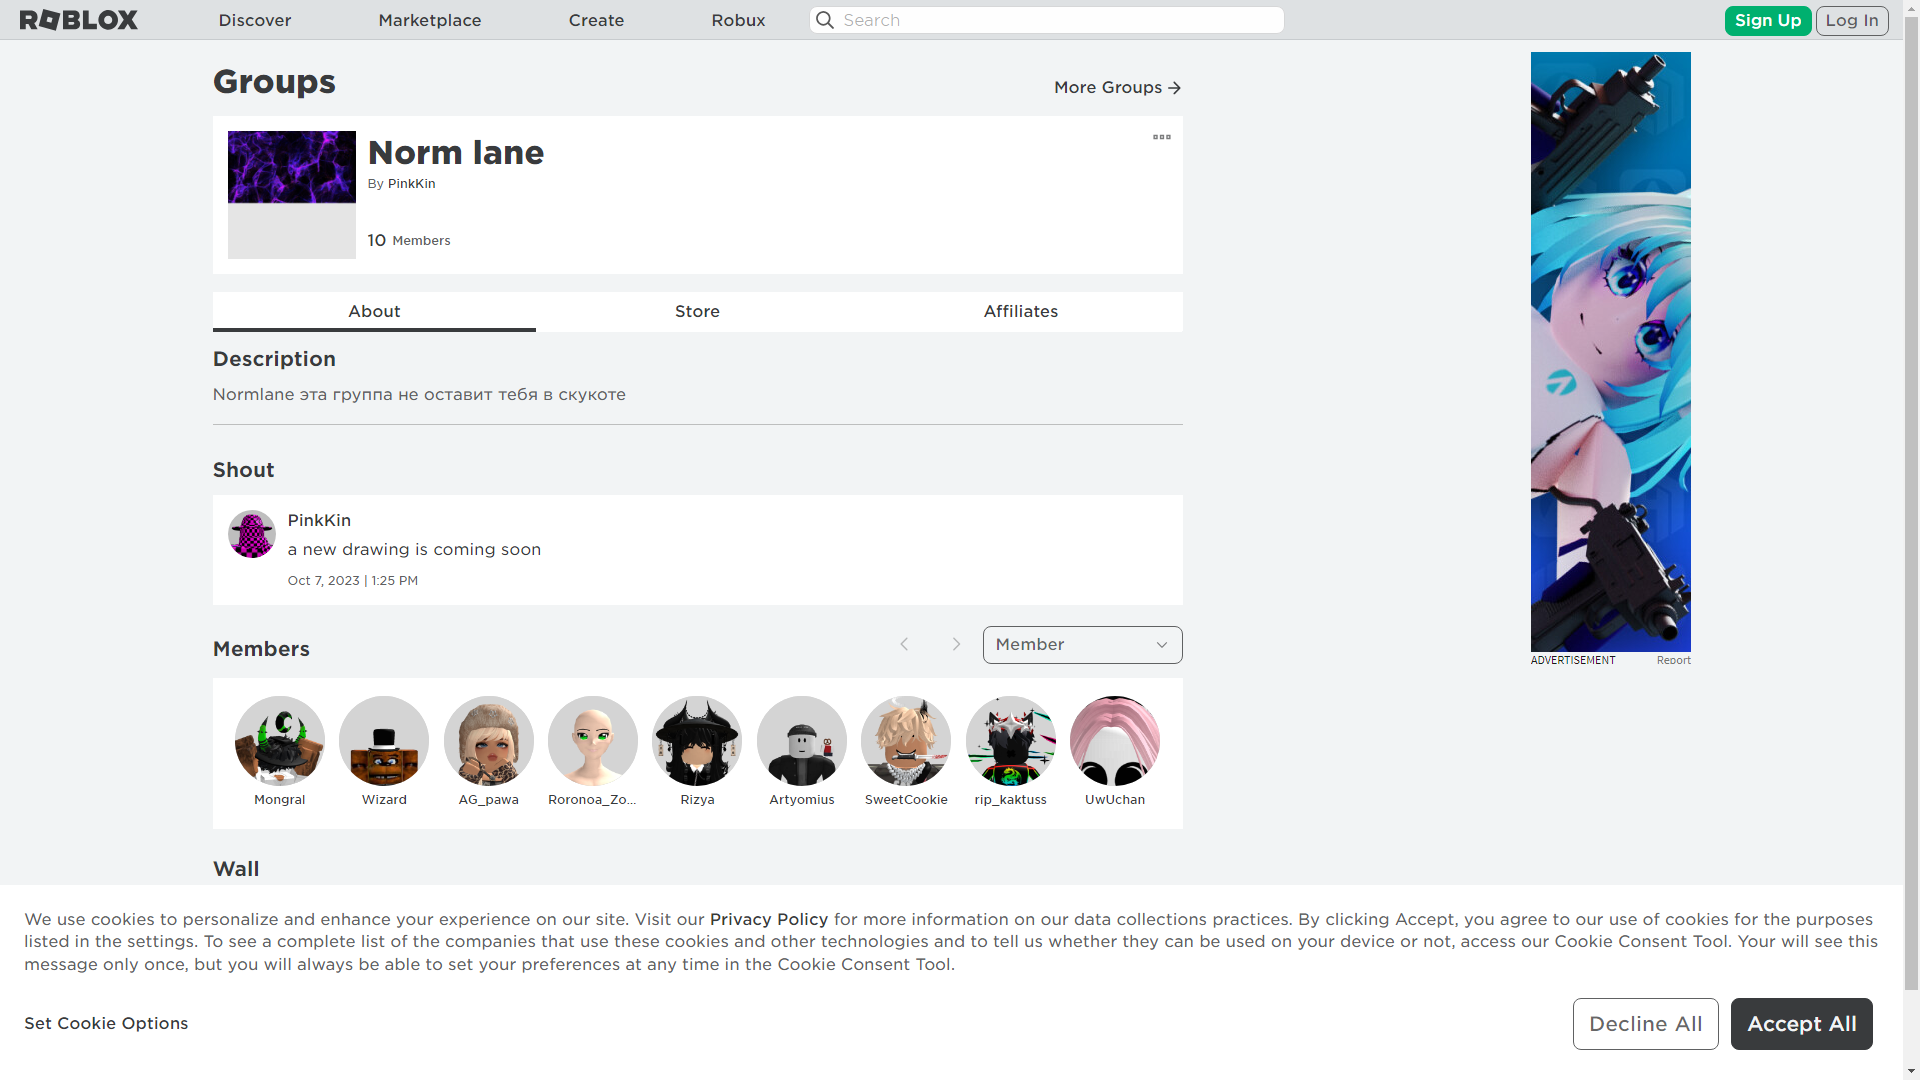 ROBLOX Discover Marketplace Create Robux Search Sign Up Log In
Groups
More Groups
Norm lane
By PinkKin
10 Members
About Store Affiliates
Description
Normlane эта группа не оставит тебя в скукоте
Shout
PinkKin
a new drawing is coming soon
Oct 7, 2023 | 1:25 PM
Members
Member
Mongral Wizard AG_pawa Roronoa_Zo... Rizya Artyomius SweetCookie rip_kaktuss UwUchan
ADVERTISEMENT Report
Wall
We use cookies to personalize and enhance your experience on our site. Visit our Privacy Policy for more information on our data collections practices. By clicking Accept, you agree to our use of cookies for the purposes
listed in the settings. To see a complete list of the companies that use these cookies and other technologies and to tell us whether they can be used on your device or not, access our Cookie Consent Tool. Your will see this
message only once, but you will always be able to set your preferences at any time in the Cookie Consent Tool.
Set Cookie Options
Decline All
Accept All